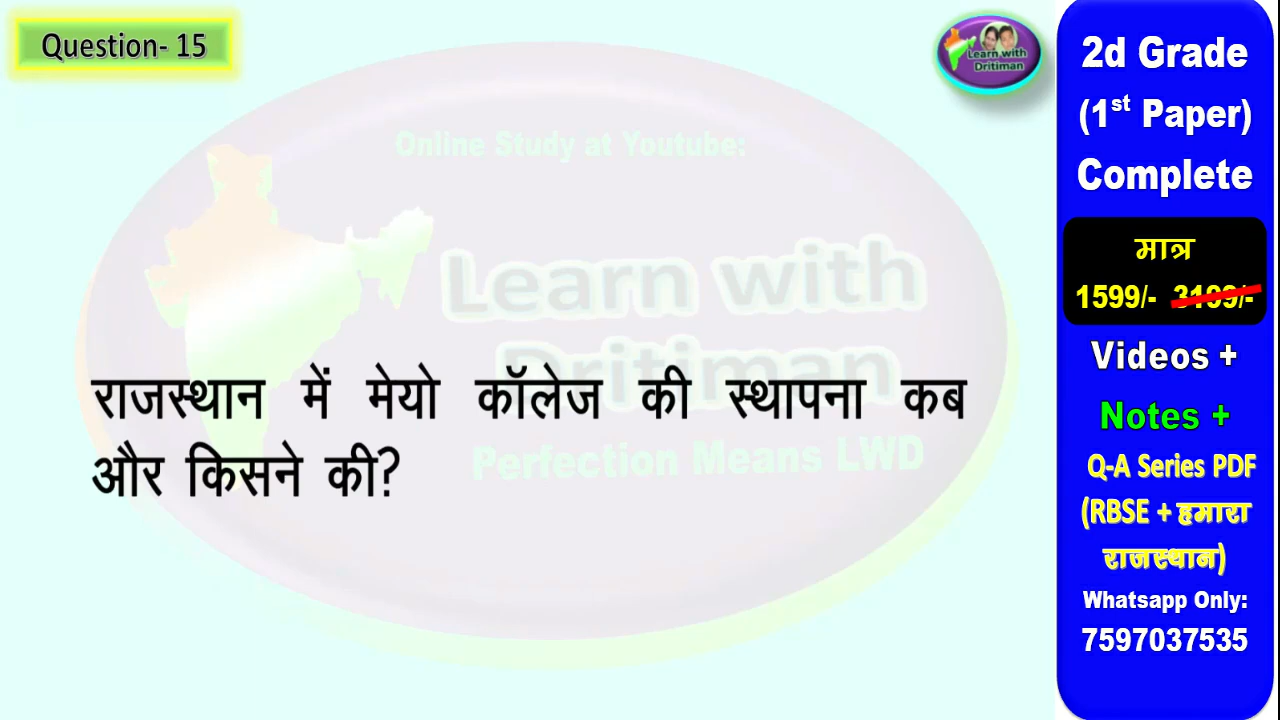 Question- 15
Learn with
Dritiman
Online Study at Youtube:
Learn with
Dritiman
Perfection Means LWD
राजस्थान में मेयो कॉलेज की स्थापना कब
और किसने की?
2d Grade
(1st Paper)
Complete
मात्र
1599/- 3199/-
Videos +
Notes +
Q-A Series PDF
(RBSE + हमारा
राजस्थान)
Whatsapp Only:
7597037535